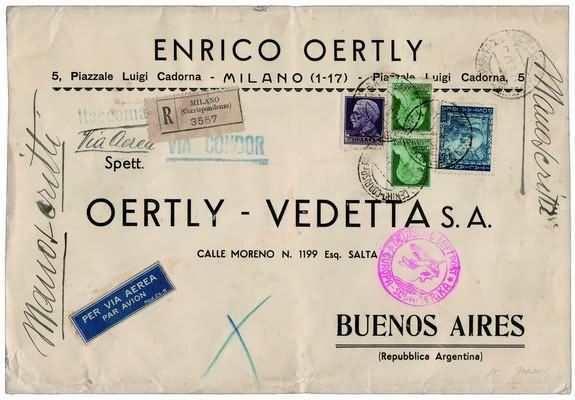 ENRICO OERTLY
5, Piazzale Luigi Cadorna - MILANO (1-17) - Piazzale Luigi Cadorna, 5
Manoscritti
Manoscritti
R
MILANO
(Corrispondenze)
3557
Via Aerea
VIA CONDOR
Spett.
OERTLY - VEDETTA S. A.
CALLE MORENO N. 1199 Esq. SALTA
PER VIA AEREA
PAR AVION
BUENOS AIRES
(Repubblica Argentina)